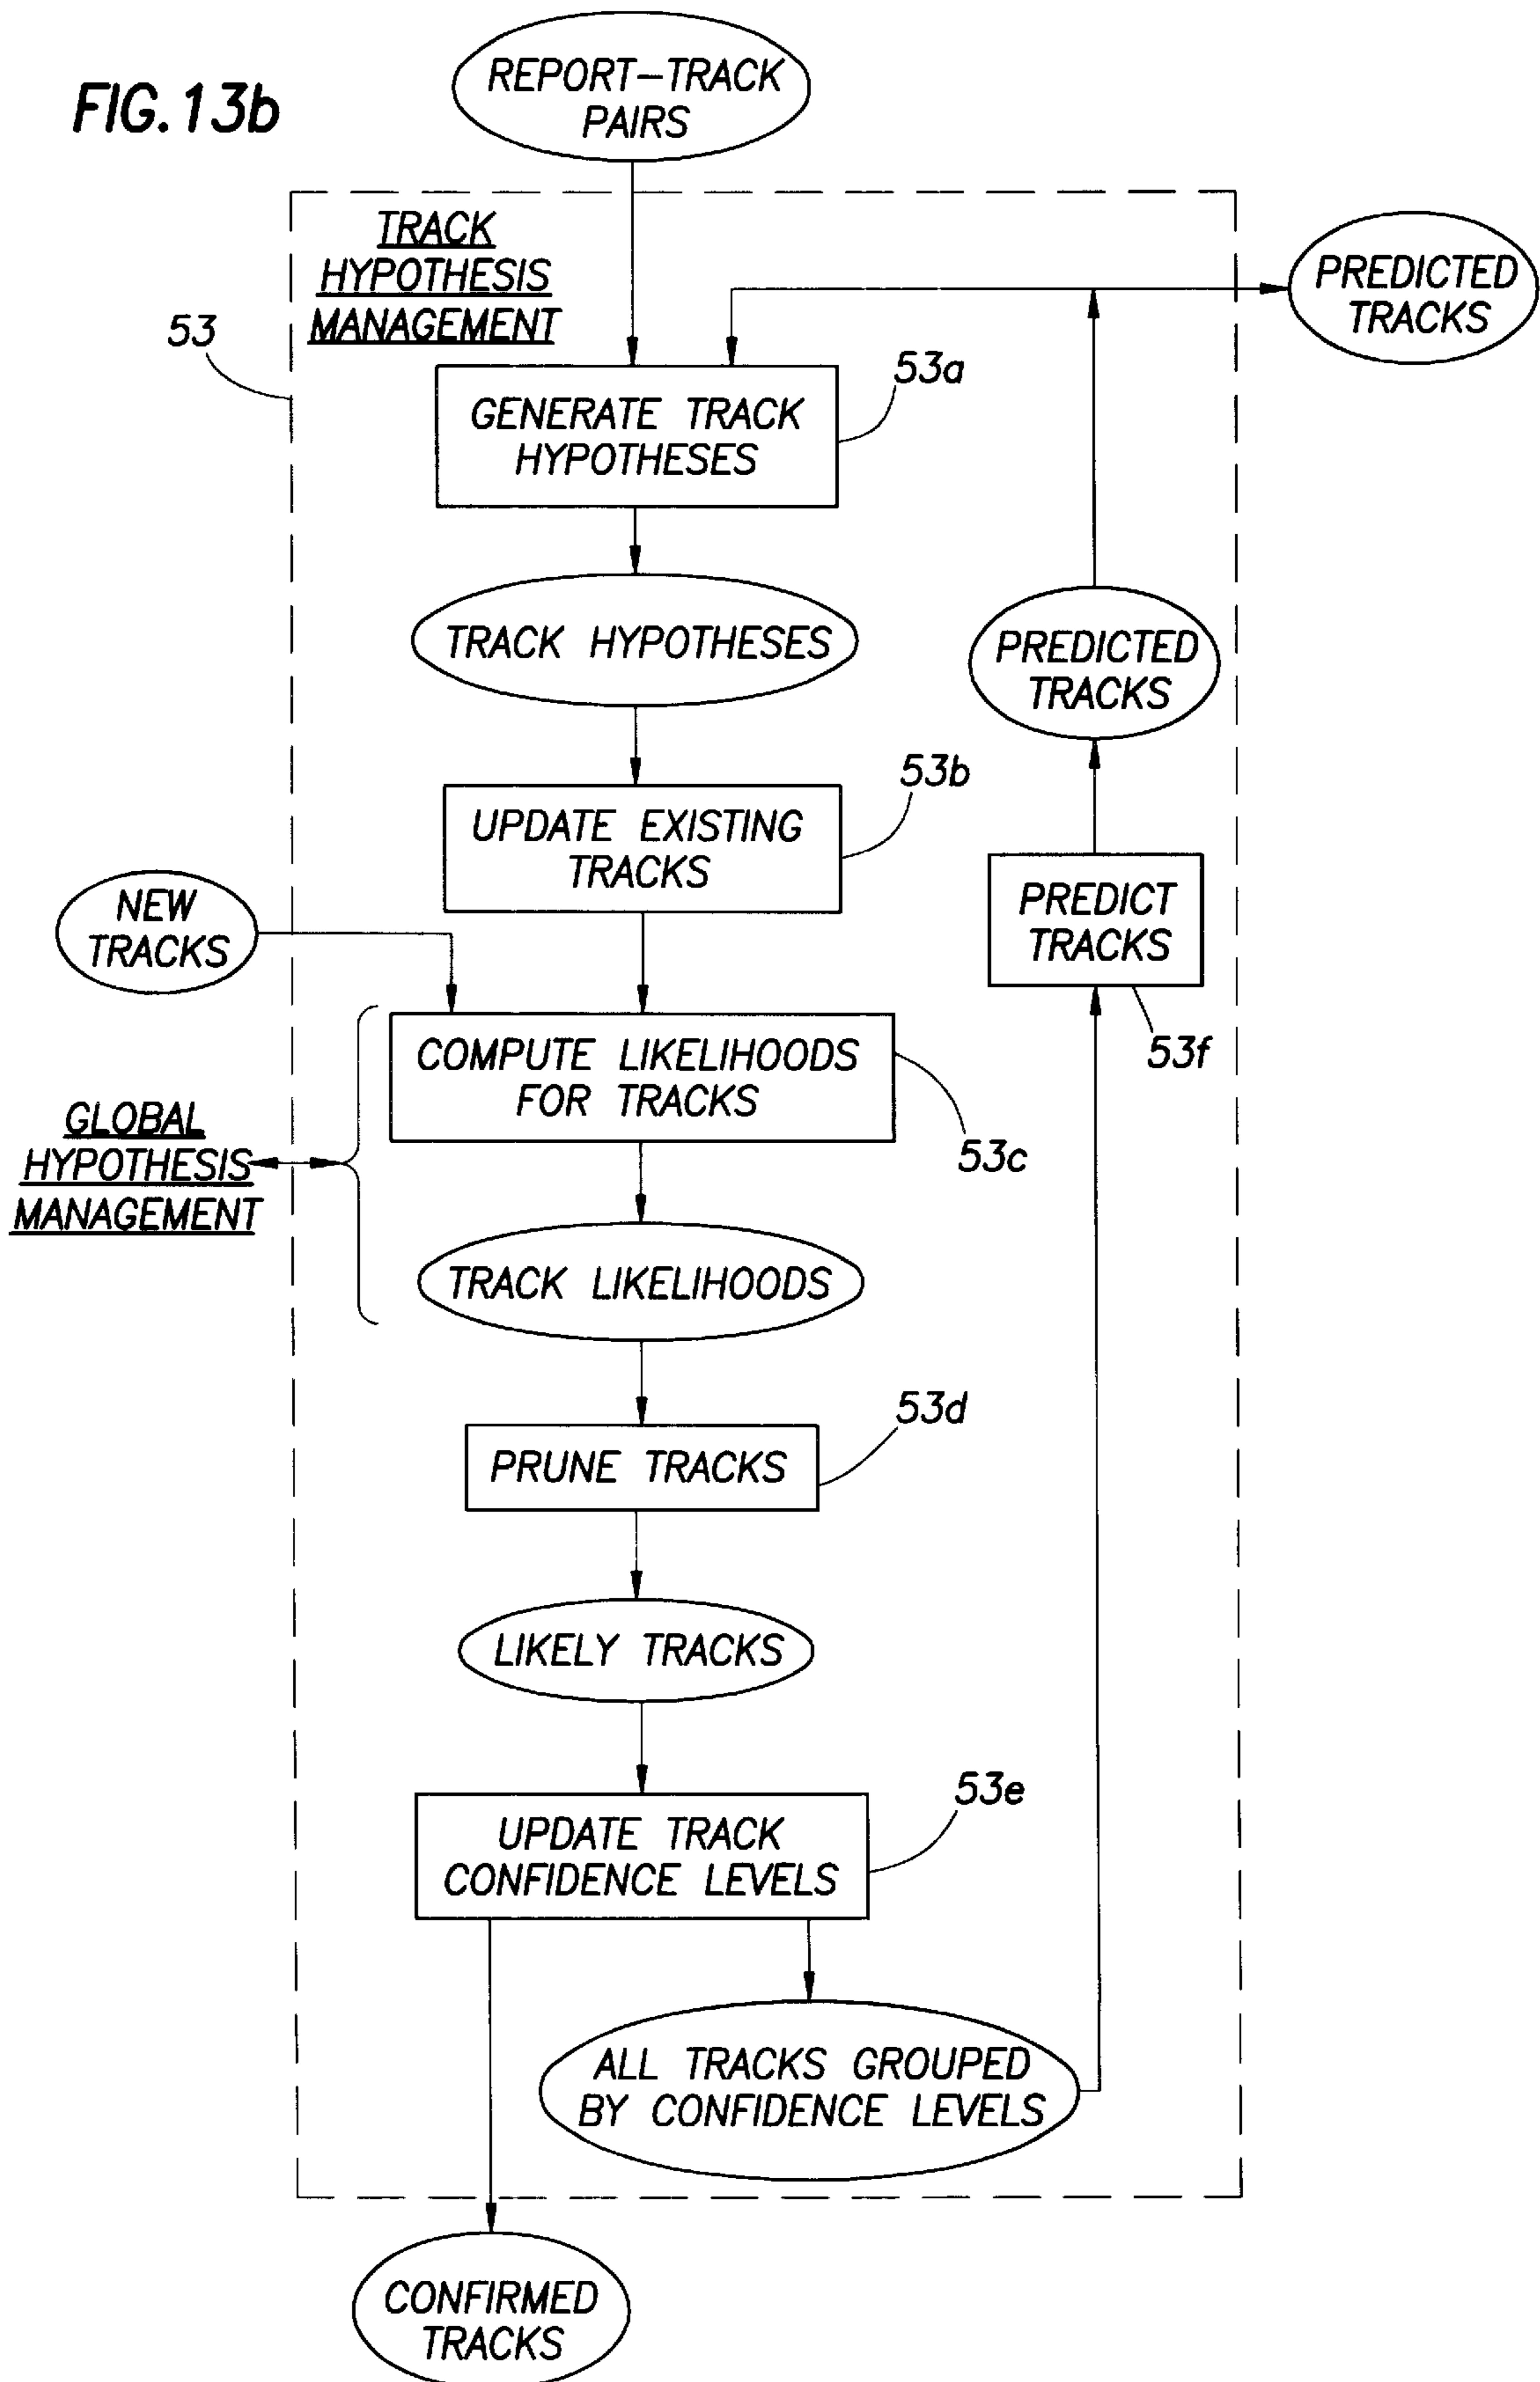 FIG. 13b
REPORT-TRACK
PAIRS
TRACK
HYPOTHESIS
MANAGEMENT
PREDICTED
TRACKS
53
53a
GENERATE TRACK
HYPOTHESES
TRACK HYPOTHESES
PREDICTED
TRACKS
53b
UPDATE EXISTING
TRACKS
NEW
TRACKS
PREDICT
TRACKS
53f
COMPUTE LIKELIHOODS
FOR TRACKS
53c
GLOBAL
HYPOTHESIS
MANAGEMENT
TRACK LIKELIHOODS
53d
PRUNE TRACKS
LIKELY TRACKS
53e
UPDATE TRACK
CONFIDENCE LEVELS
ALL TRACKS GROUPED
BY CONFIDENCE LEVELS
CONFIRMED
TRACKS